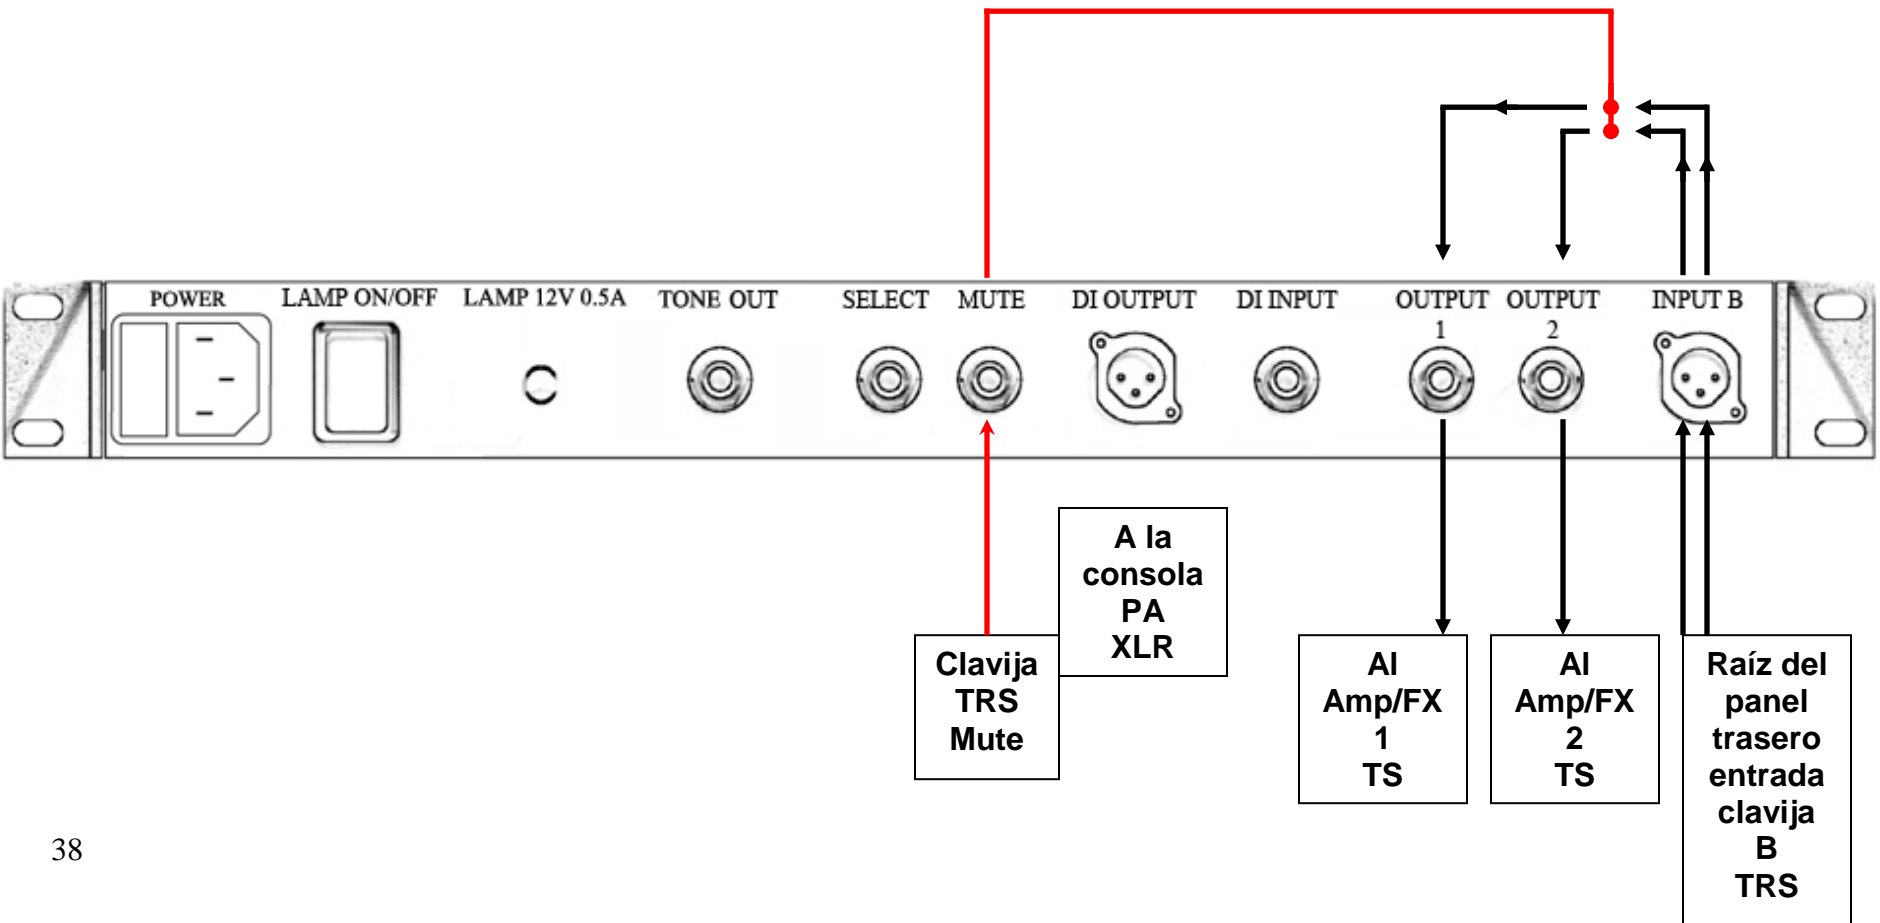 POWER
LAMP ON/OFF
LAMP 12V 0.5A
TONE OUT
SELECT
MUTE
DI OUTPUT
DI INPUT
OUTPUT
1
OUTPUT
2
INPUT B
A la
consola
PA
XLR
Clavija
TRS
Mute
Al
Amp/FX
1
TS
Al
Amp/FX
2
TS
Raíz del
panel
trasero
entrada
clavija
B
TRS
38